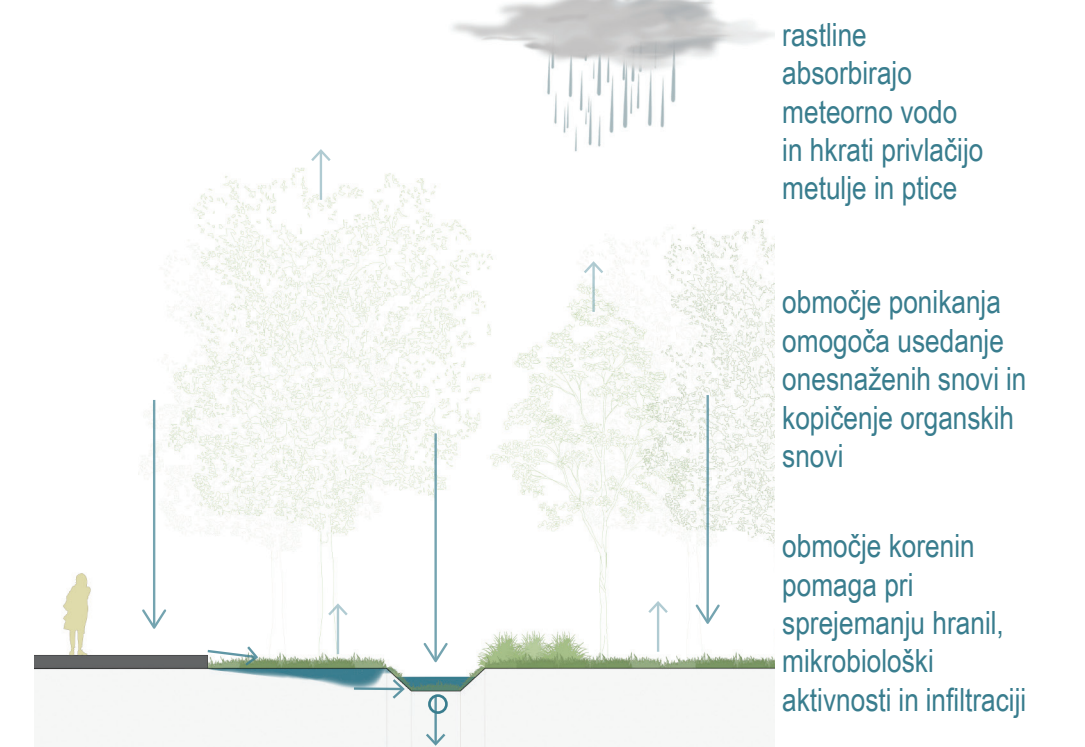 rastline
absorbirajo
meteorno vodo
in hkrati privlačijo
metulje in ptice
območje ponikanja
omogoča usedanje
onesnaženih snovi in
kopičenje organskih
snovi
območje korenin
pomaga pri
sprejemanju hranil,
mikrobiološki
aktivnosti in infiltraciji